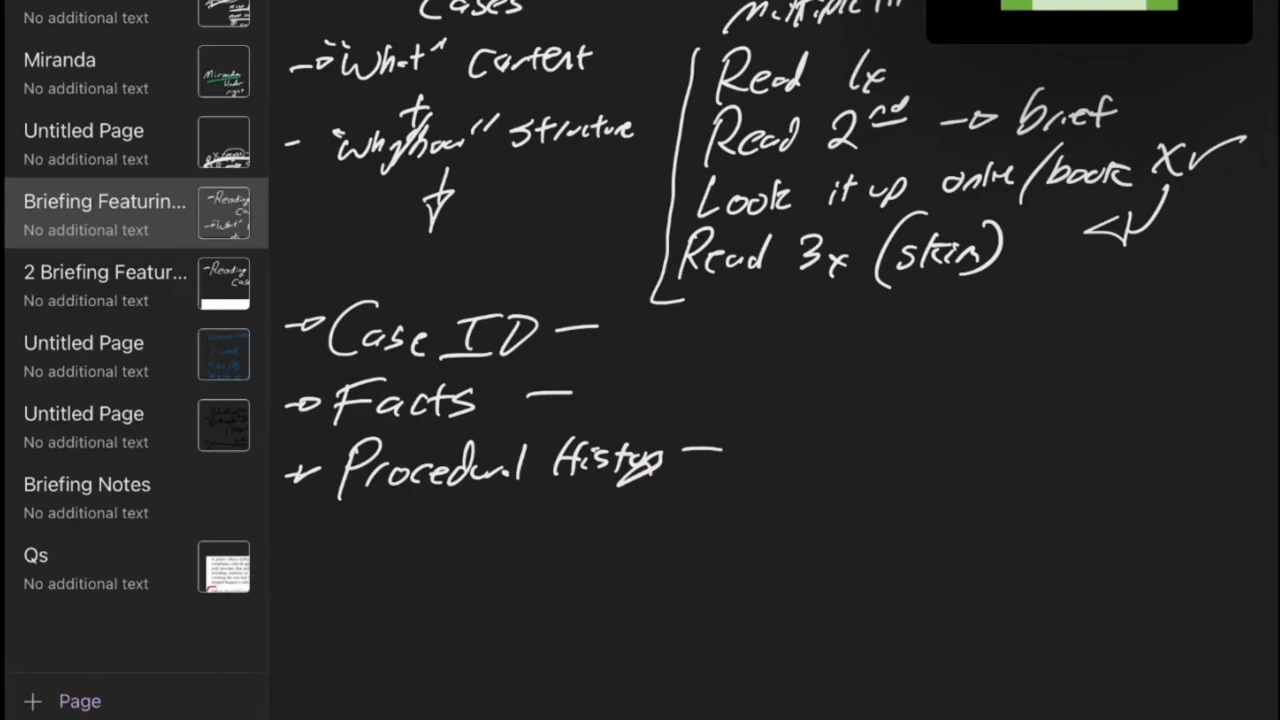 Miranda
No additional text
Untitled Page
No additional text
Briefing Featurin...
No additional text
2 Briefing Featur...
No additional text
Untitled Page
No additional text
Untitled Page
No additional text
Briefing Notes
No additional text
Qs
No additional text
+ Page
Cases
"What" Content
+
- "Why/how" Structure
Multiple
Read 1x
Read 2nd → brief
Look it up online/book X✓
Read 3x (skim)
→ Case ID —
→ Facts —
→ Procedural History —